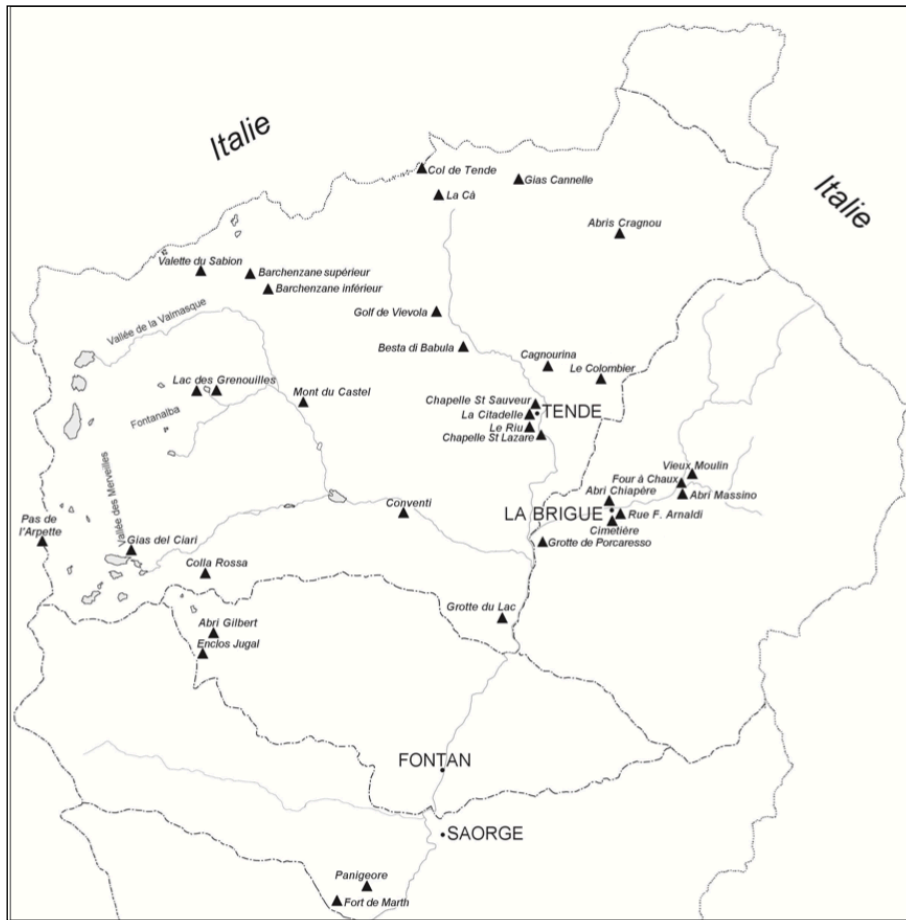 Italie
Col de Tende
Gias Cannelle
La Cà
Italie
Abris Cragnou
Valette du Sabion
Barchenzane supérieur
Barchenzane inférieur
Vallée de la Valmasque
Golf de Vievola
Besta di Babula
Cagnourina
Le Colombier
Lac des Grenouilles
Mont du Castel
Fontanalba
Chapelle St Sauveur
La Citadelle
TENDE
Le Riu
Chapelle St Lazare
Vallée des Merveilles
Vieux Moulin
Four à Chaux
Abri Massino
Abri Chiapère
Conventi
LA BRIGUE
Rue F. Arnaldi
Cimetière
Pas de
l'Arpette
Gias del Ciari
Grotte de Porcaresso
Colla Rossa
Grotte du Lac
Abri Gilbert
Enclos Jugal
FONTAN
SAORGE
Panigeore
Fort de Marth